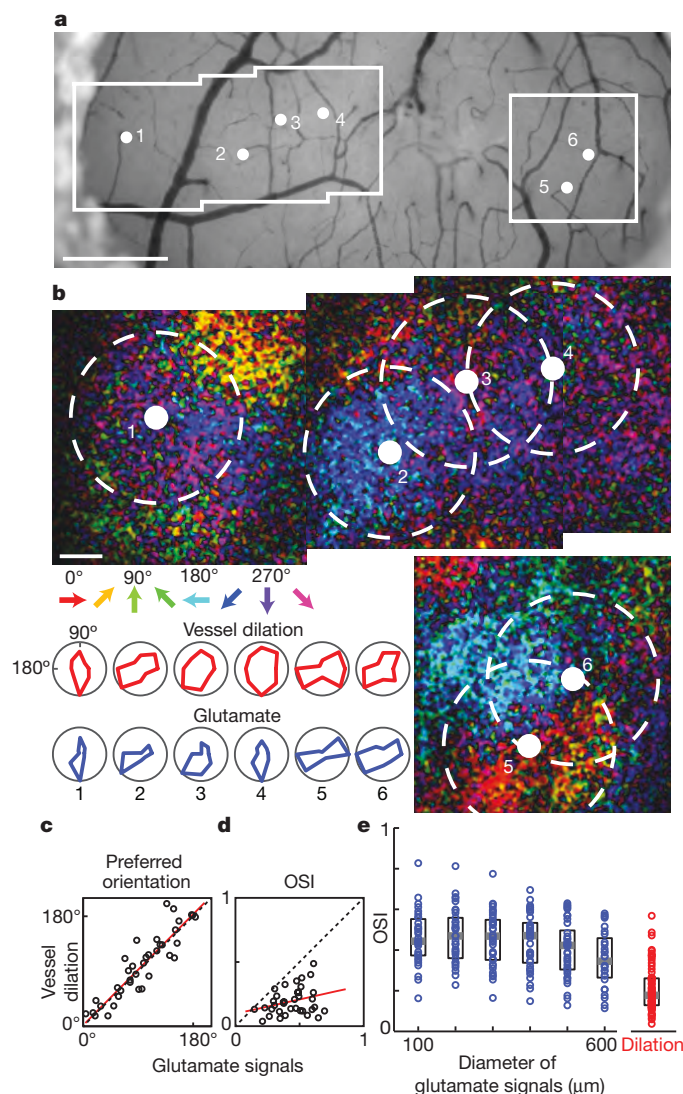 a
1
2
3
4
5
6
b
1
2
3
4
0° 90° 180° 270°
90°
Vessel dilation
180°
Glutamate
1 2 3 4 5 6
6
5
c
Preferred
orientation
Vessel
dilation
180°
0°
0° 180°
d
OSI
1
0
0 1
Glutamate signals
e
OSI
1
0
100 600 Dilation
Diameter of
glutamate signals (μm)